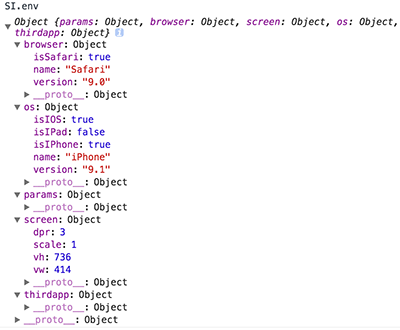 SI.env
Object {params: Object, browser: Object, screen: Object, os: Object,
thirdapp: Object}
browser: Object
isSafari: true
name: "Safari"
version: "9.0"
__proto__: Object
os: Object
isIOS: true
isIPad: false
isIPhone: true
name: "iPhone"
version: "9.1"
__proto__: Object
params: Object
__proto__: Object
screen: Object
dpr: 3
scale: 1
vh: 736
vw: 414
__proto__: Object
thirdapp: Object
__proto__: Object
__proto__: Object